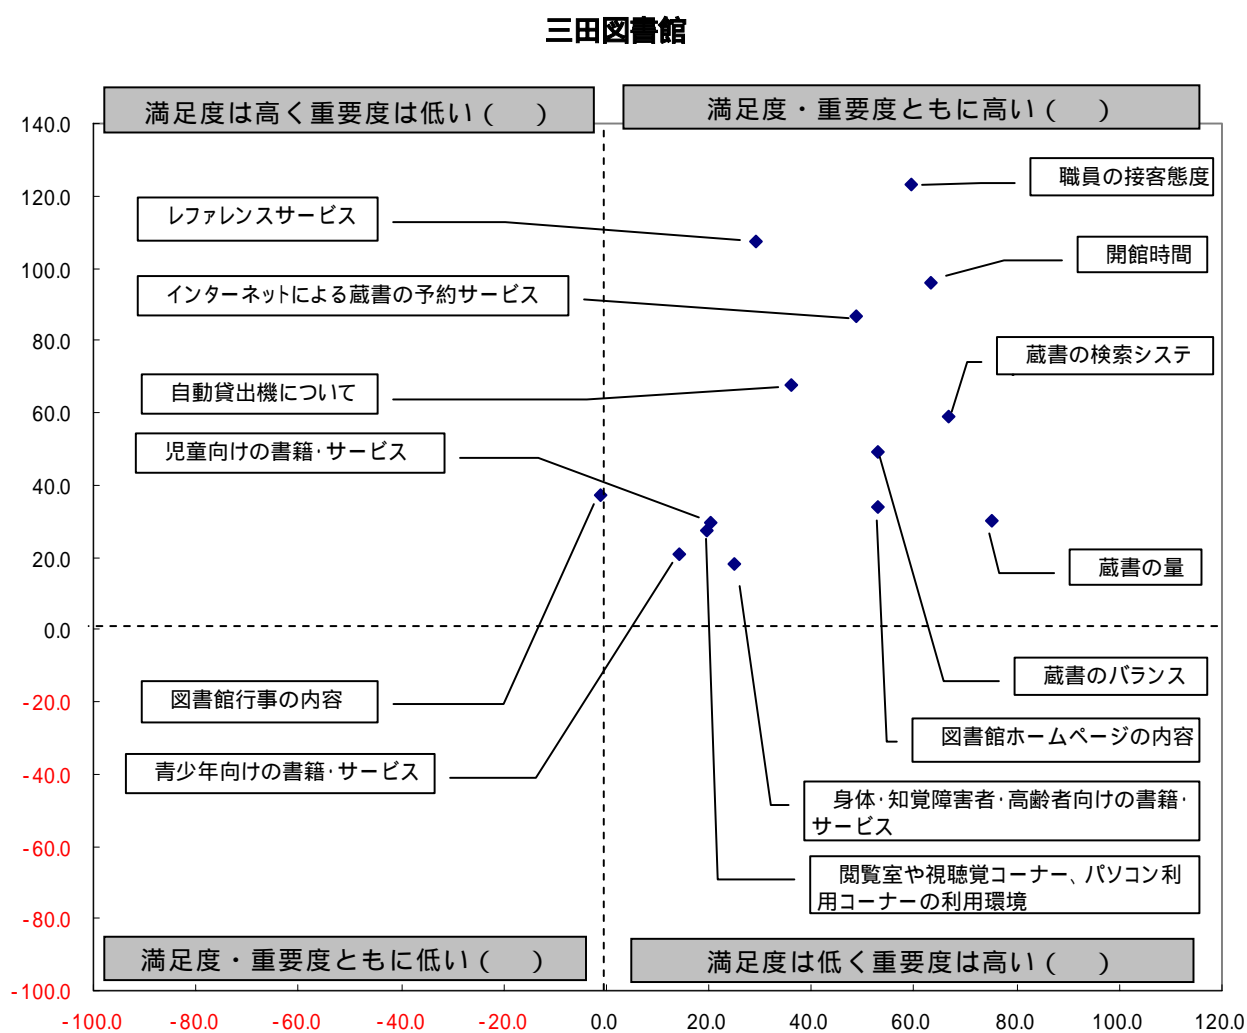 三田図書館
満足度は高く重要度は低い (　)
満足度・重要度ともに高い (　)
140.0
120.0
100.0
80.0
60.0
40.0
20.0
0.0
-20.0
-40.0
-60.0
-80.0
-100.0
職員の接客態度
レファレンスサービス
開館時間
インターネットによる蔵書の予約サービス
蔵書の検索システ
自動貸出機について
児童向けの書籍･サービス
蔵書の量
蔵書のバランス
図書館行事の内容
図書館ホームページの内容
青少年向けの書籍･サービス
身体･知覚障害者･高齢者向けの書籍･
サービス
閲覧室や視聴覚コーナー、パソコン利
用コーナーの利用環境
満足度・重要度ともに低い (　)
満足度は低く重要度は高い (　)
-100.0 -80.0 -60.0 -40.0 -20.0 0.0 20.0 40.0 60.0 80.0 100.0 120.0